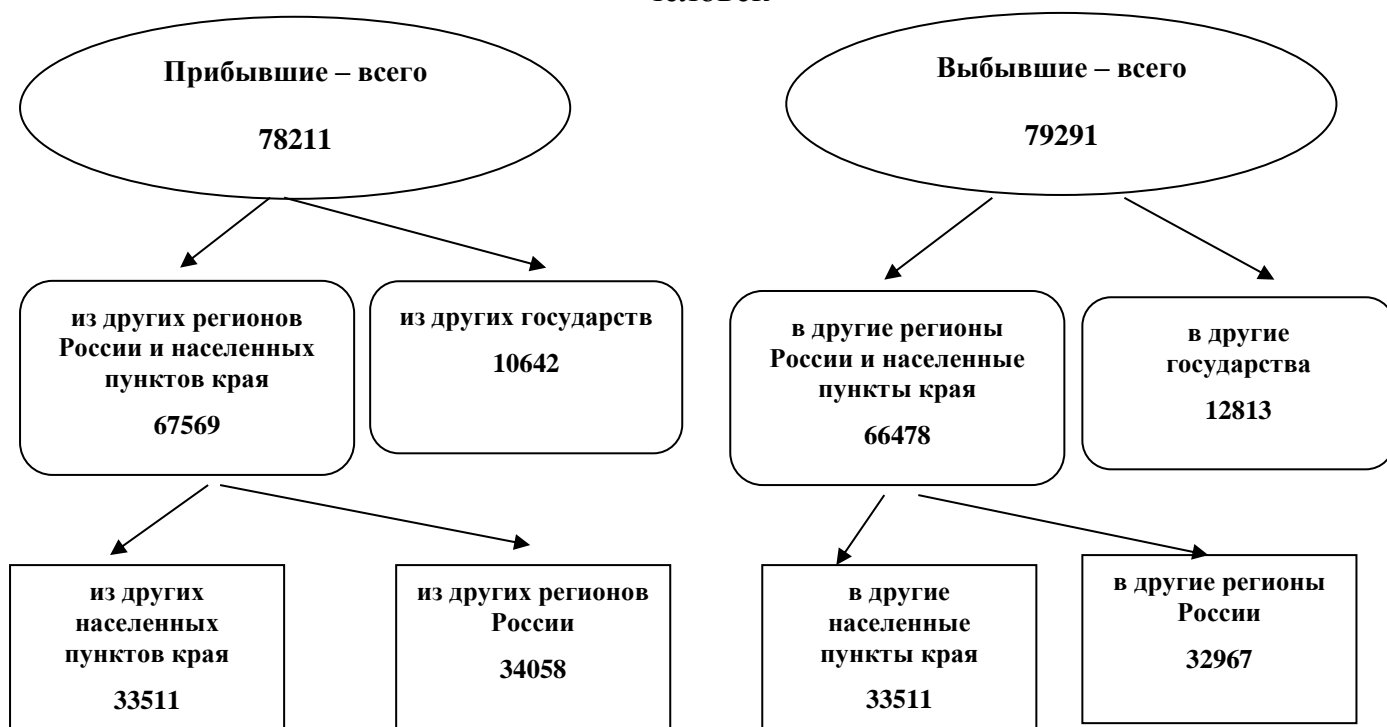 Прибывшие – всего
78211
Выбывшие – всего
79291
из других регионов
России и населенных
пунктов края
67569
из других государств
10642
в другие регионы
России и населенные
пункты края
66478
в другие
государства
12813
из других
населенных
пунктов края
33511
из других регионов
России
34058
в другие
населенные
пункты края
33511
в другие регионы
России
32967